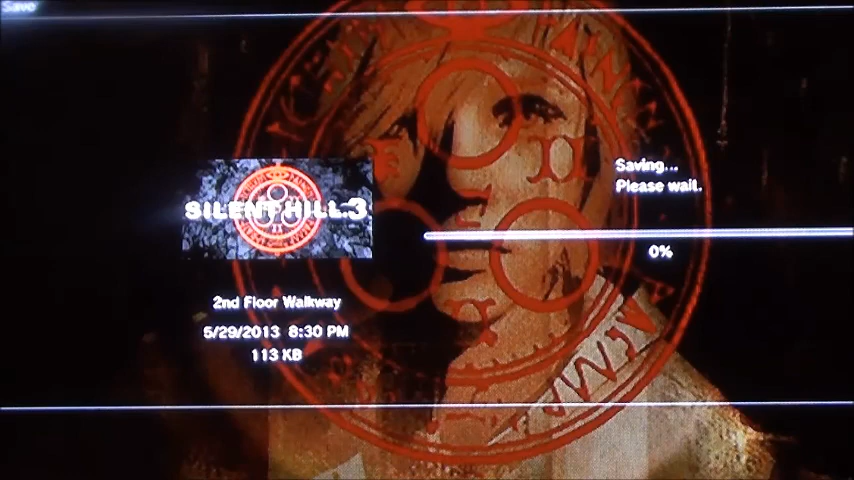 Save
SILENT HILL 3
Saving...
Please wait.
0%
2nd Floor Walkway
5/29/2013 8:30 PM
113 KB